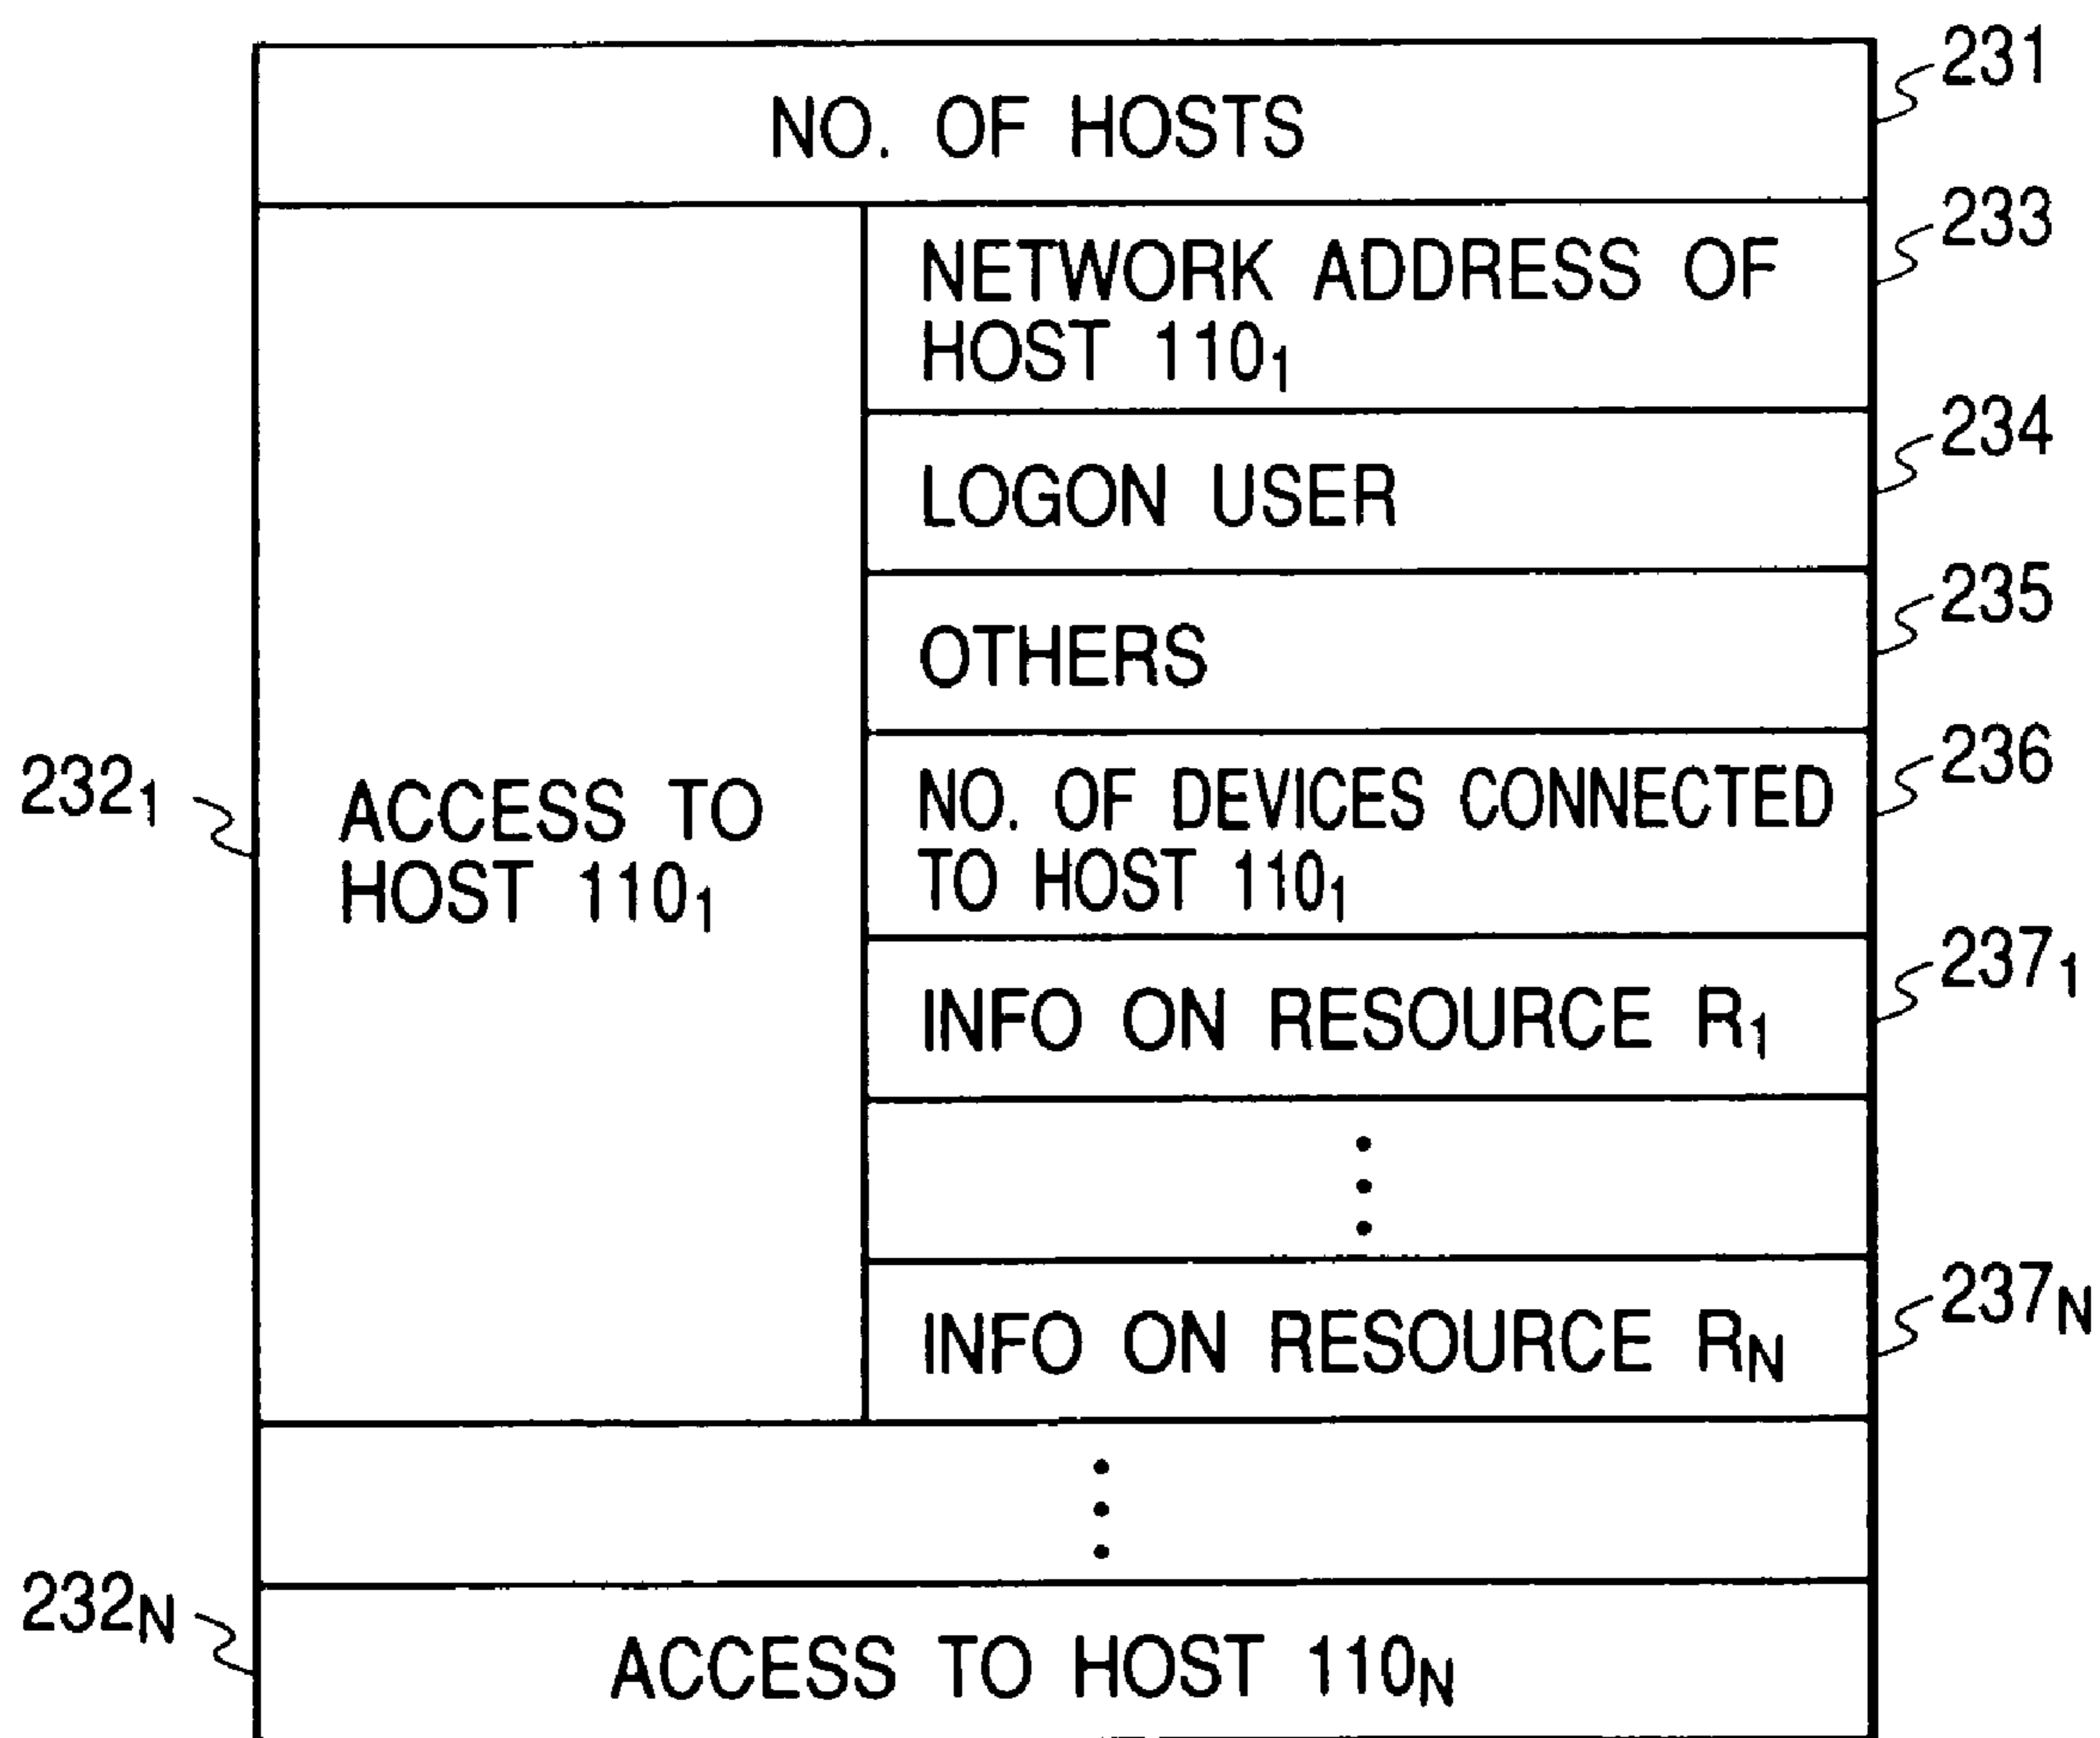 231
NO. OF HOSTS
233
NETWORK ADDRESS OF
HOST 110₁
234
LOGON USER
235
OTHERS
236
NO. OF DEVICES CONNECTED
TO HOST 110₁
232₁
ACCESS TO
HOST 110₁
237₁
INFO ON RESOURCE R₁
237N
INFO ON RESOURCE RN
232N
ACCESS TO HOST 110N